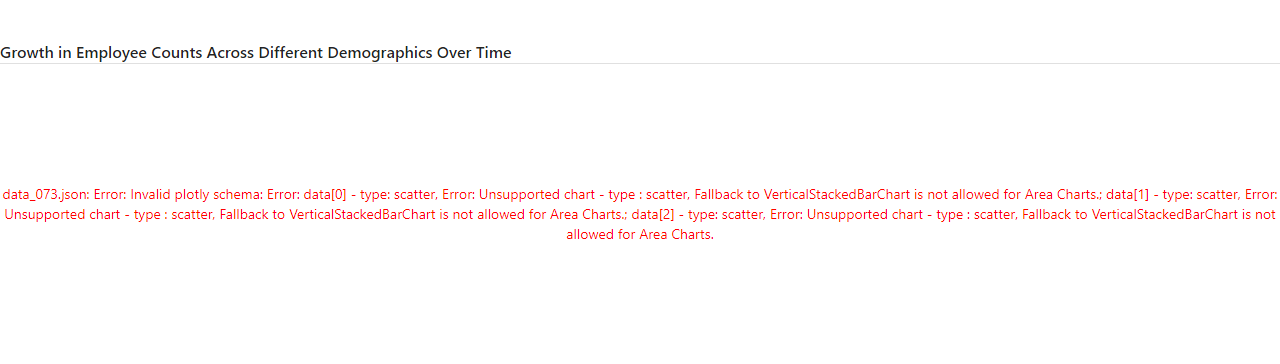 Growth in Employee Counts Across Different Demographics Over Time
data_073.json: Error: Invalid plotly schema: Error: data[0] - type: scatter, Error: Unsupported chart - type : scatter, Fallback to VerticalStackedBarChart is not allowed for Area Charts.; data[1] - type: scatter, Error:
Unsupported chart - type : scatter, Fallback to VerticalStackedBarChart is not allowed for Area Charts.; data[2] - type: scatter, Error: Unsupported chart - type : scatter, Fallback to VerticalStackedBarChart is not
allowed for Area Charts.